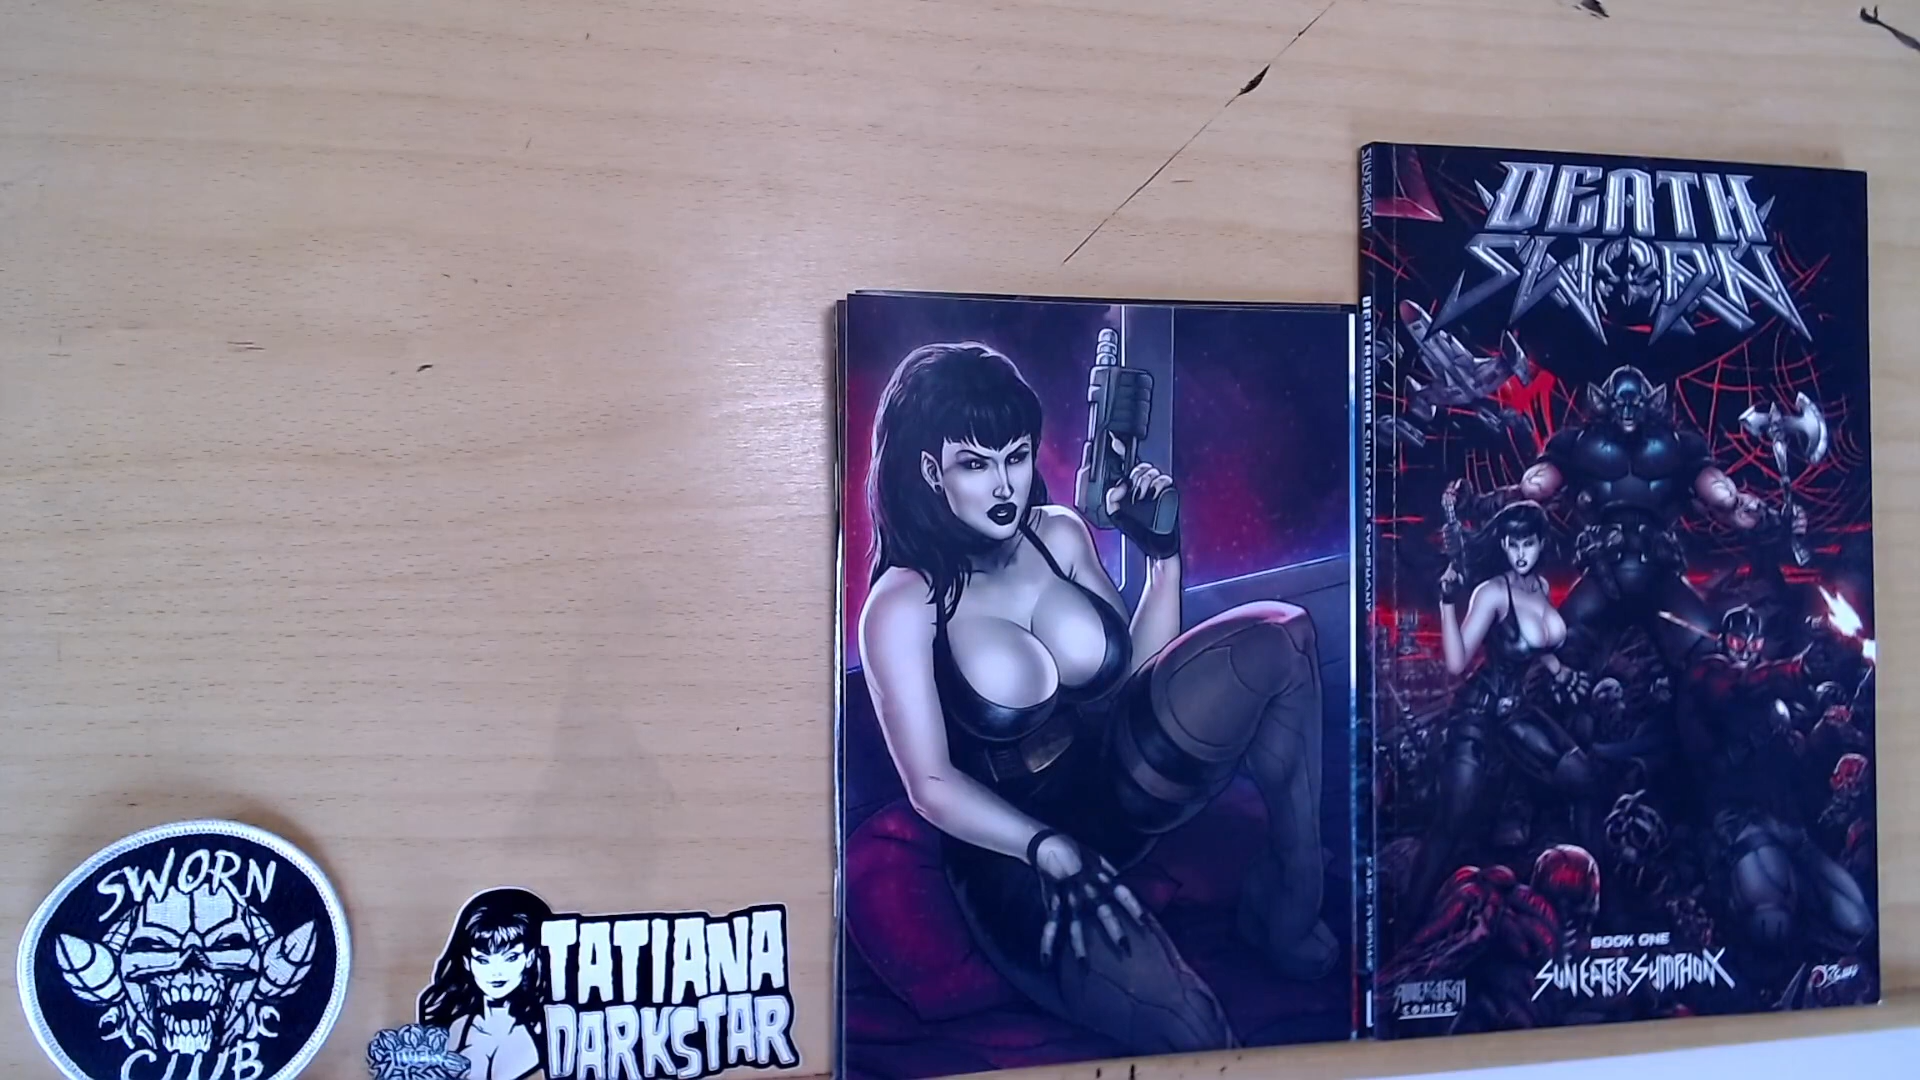 SWORN
CLUB
TATIANA
DARKSTAR
DEATH
SWORN
BOOK ONE
SUN EATER SYMPHONY
COMICS